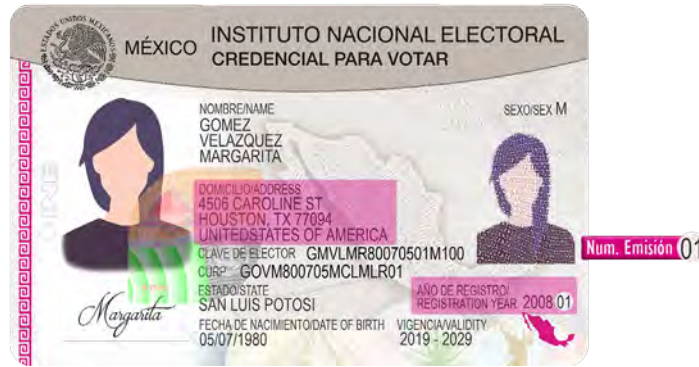 MÉXICO
INSTITUTO NACIONAL ELECTORAL
CREDENCIAL PARA VOTAR
NOMBRE/NAME
GOMEZ
VELAZQUEZ
MARGARITA
SEXO/SEX M
DOMICILIO/ADDRESS
4506 CAROLINE ST
HOUSTON, TX 77094
UNITEDSTATES OF AMERICA
CLAVE DE ELECTOR GMVLMR80070501M100
CURP GOVM800705MCLMLR01
ESTADO/STATE
SAN LUIS POTOSI
AÑO DE REGISTRO/
REGISTRATION YEAR 2008 01
FECHA DE NACIMIENTO/DATE OF BIRTH
05/07/1980
VIGENCIA/VALIDITY
2019 - 2029
Margarita
Num. Emisión 01